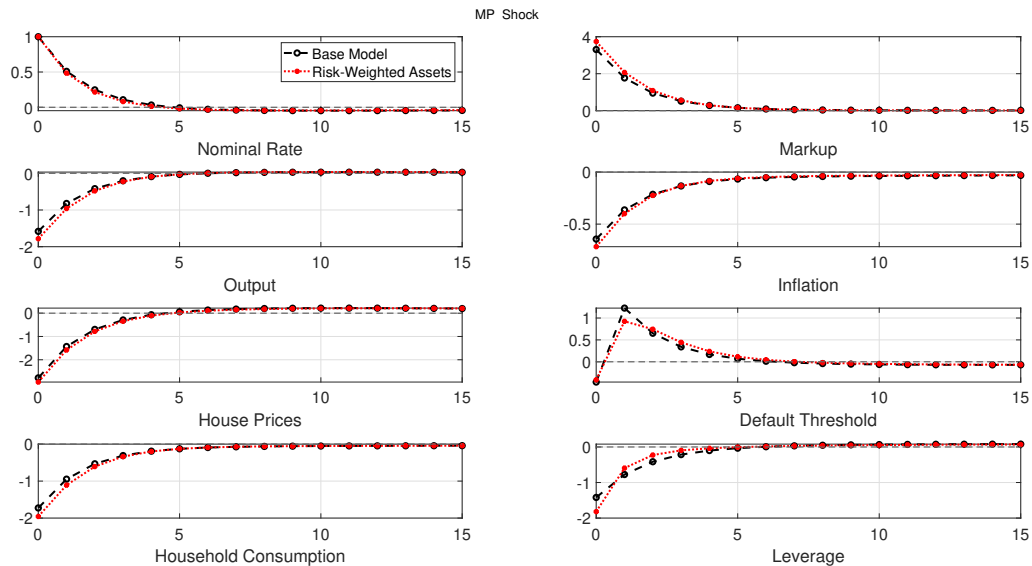 MP Shock
1
0.5
0
0 5 10 15
Nominal Rate
Base Model
Risk-Weighted Assets
4
2
0
0 5 10 15
Markup
0
-1
-2
0 5 10 15
Output
0
-0.5
0 5 10 15
Inflation
0
-1
-2
0 5 10 15
House Prices
1
0.5
0
0 5 10 15
Default Threshold
0
-1
-2
0 5 10 15
Household Consumption
0
-1
-2
0 5 10 15
Leverage